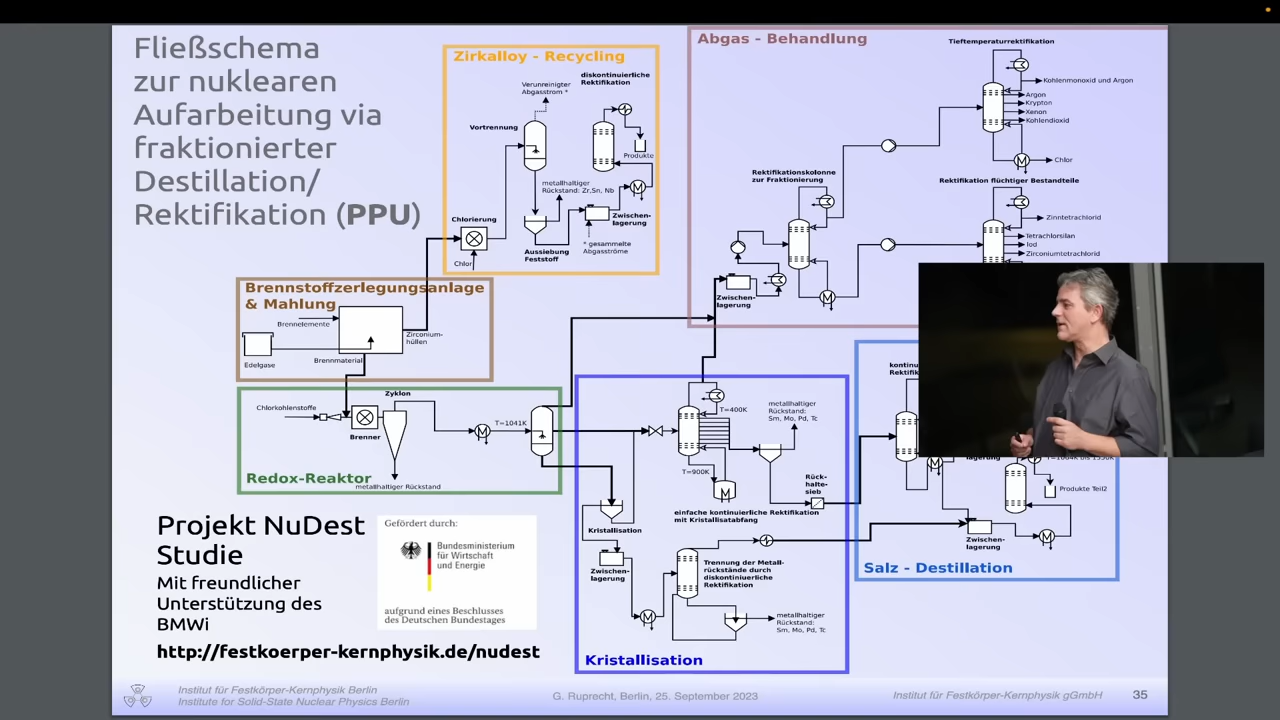 Fließschema
zur nuklearen
Aufarbeitung via
fraktionierter
Destillation/
Rektifikation (PPU)
Zirkalloy - Recycling
Verunreinigter
Abgasstrom *
diskontinuierliche
Rektifikation
Vortrennung
Produkte
metallhaltiger
Rückstand: Zr,Sn, Nb
Zwischen-
lagerung
Chlorierung
Chlor
Aussiebung
Feststoff
* gesammelte
Abgasströme
Abgas - Behandlung
Tieftemperaturrektifikation
Kohlenmonoxid und Argon
Argon
Krypton
Xenon
Kohlendioxid
Chlor
Rektifikationskolonne
zur Fraktionierung
Rektifikation flüchtiger Bestandteile
Zinntetrachlorid
Tetrachlorsilan
Iod
Zirconiumtetrachlorid
Zwischen-
lagerung
Brennstoffzerlegungsanlage
& Mahlung
Brennelemente
Edelgase
Brennmaterial
Zirconium-
hüllen
Chlorkohlenstoffe
Zyklon
Brenner
T=1041K
metallhaltiger Rückstand
Redox-Reaktor
T=400K
metallhaltiger
Rückstand:
Sm, Mo, Pd, Tc
T=900K
Rück-
halte-
sieb
einfache kontinuierliche Rektifikation
mit Kristallisatabfang
Kristallisation
Zwischen-
lagerung
Trennung der Metall-
rückstände durch
diskontinuierliche
Rektifikation
metallhaltiger
Rückstand:
Sm, Mo, Pd, Tc
Kristallisation
lagerung
Produkte Teil2
Zwischen-
lagerung
Salz - Destillation
Projekt NuDest
Studie
Mit freundlicher
Unterstützung des
BMWi
http://festkoerper-kernphysik.de/nudest
Gefördert durch:
Bundesministerium
für Wirtschaft
und Energie
aufgrund eines Beschlusses
des Deutschen Bundestages
Institut für Festkörper-Kernphysik Berlin
Institute for Solid-State Nuclear Physics Berlin
G. Ruprecht, Berlin, 25. September 2023
Institut für Festkörper-Kernphysik gGmbH
35